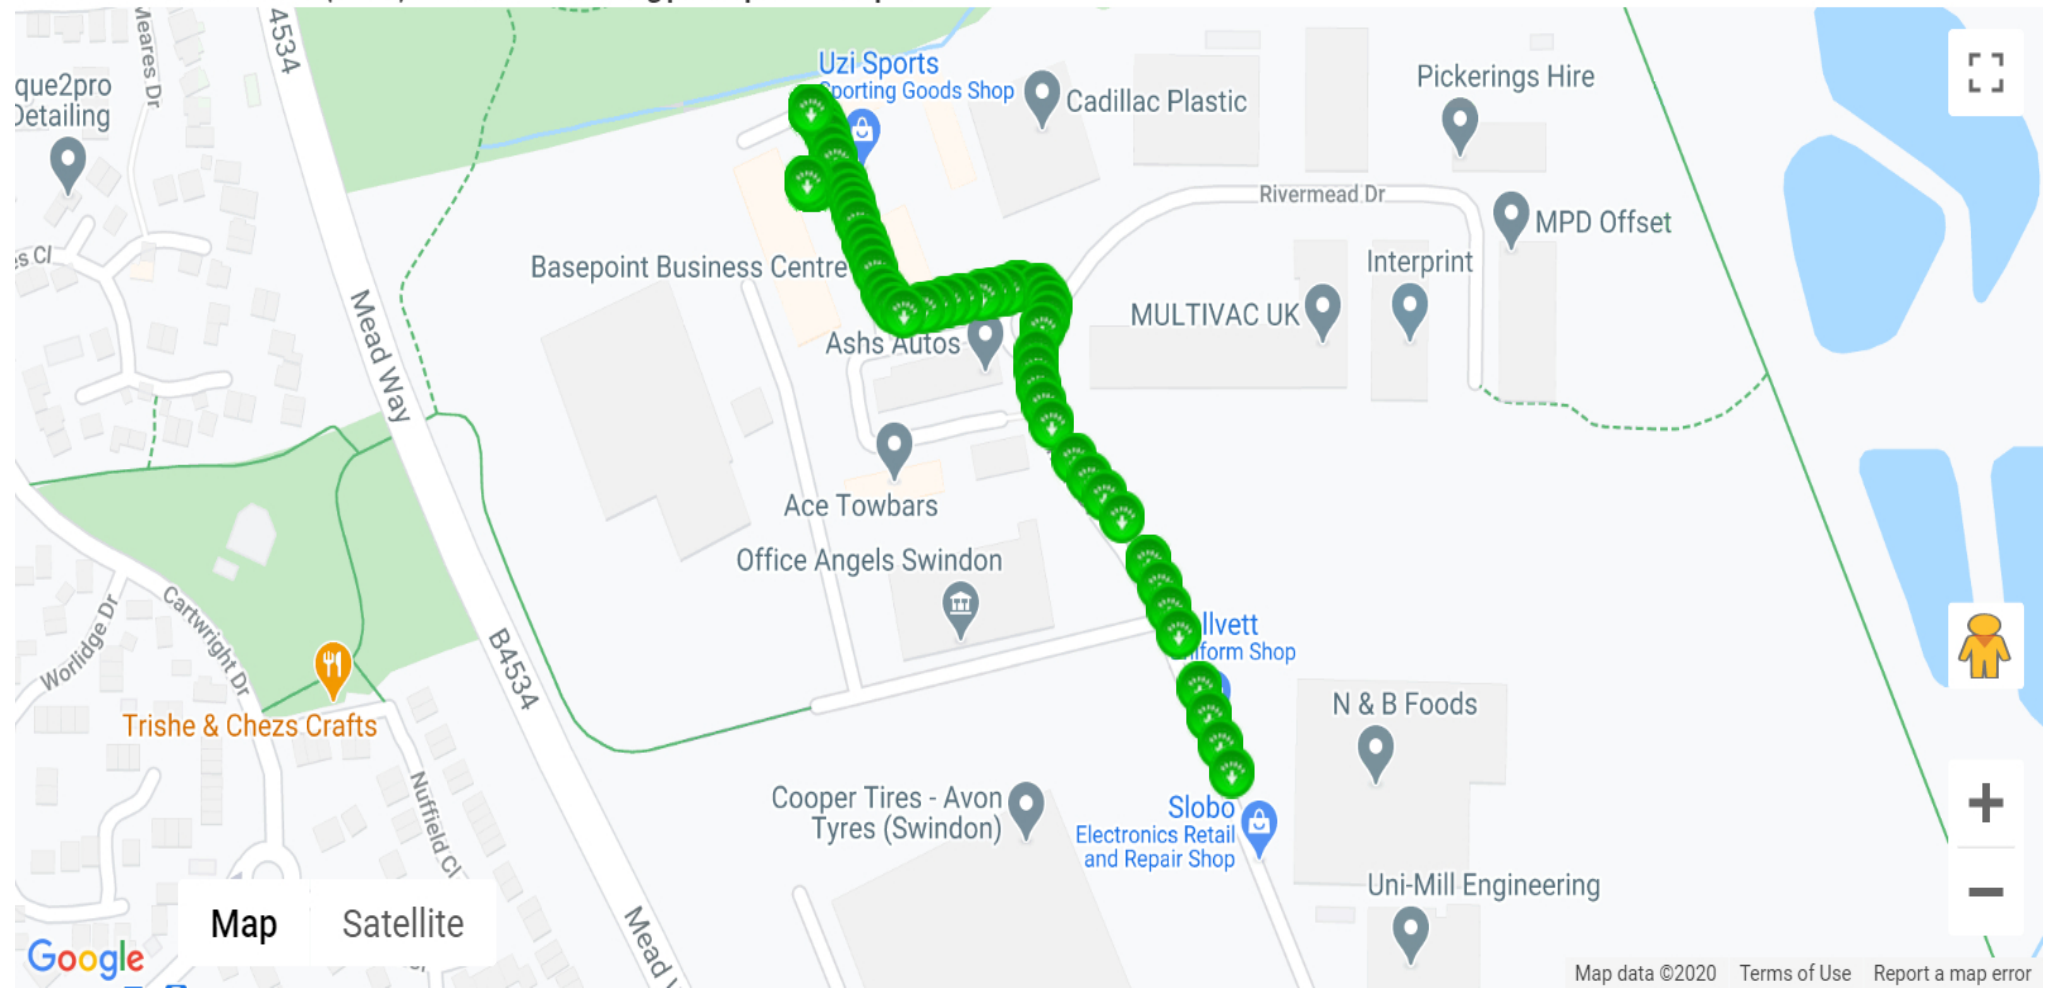 4534
Meares Dr
que2pro
Detailing
Uzi Sports
Sporting Goods Shop
Cadillac Plastic
Pickerings Hire
Rivermead Dr
MPD Offset
es Cl
Basepoint Business Centre
Interprint
MULTIVAC UK
Mead Way
Ashs Autos
Ace Towbars
Office Angels Swindon
Worlidge Dr
Cartwright Dr
B4534
llvett
niform Shop
Trishe & Chezs Crafts
N & B Foods
Nuffield Cl
Cooper Tires - Avon
Tyres (Swindon)
Slobo
Electronics Retail
and Repair Shop
Uni-Mill Engineering
Map
Satellite
Mead
Google
Map data ©2020
Terms of Use
Report a map error